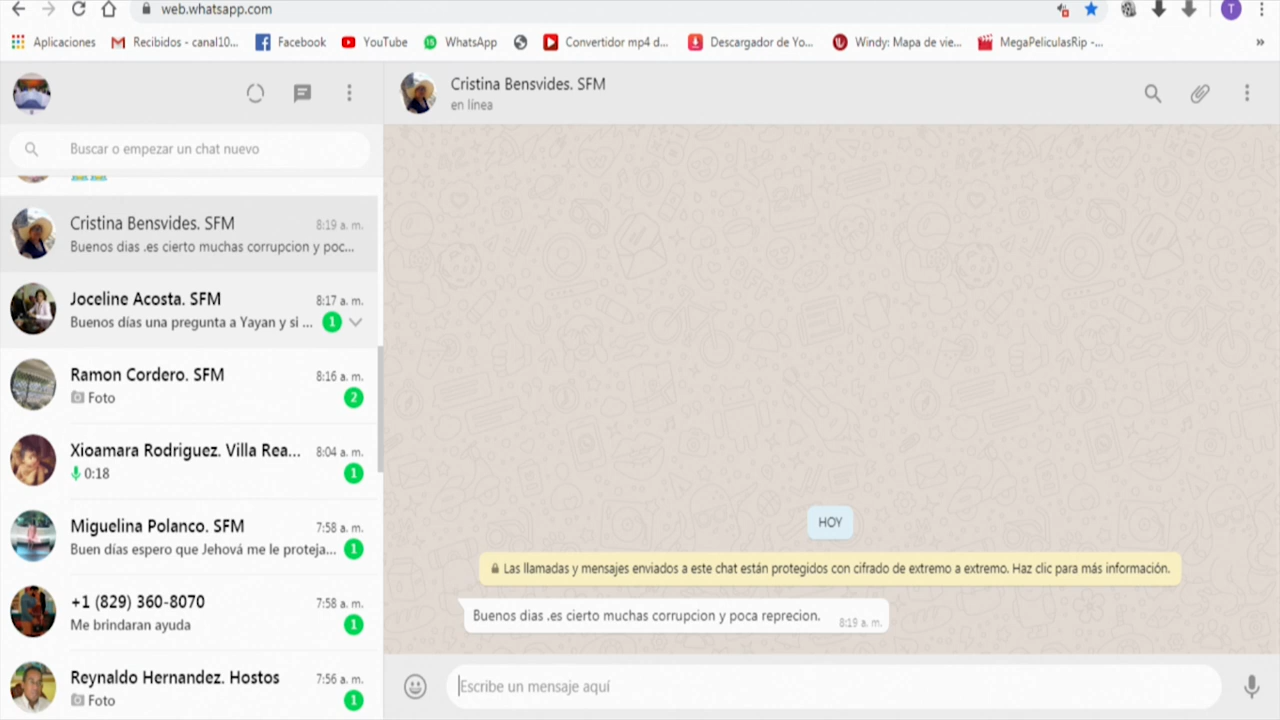 web.whatsapp.com
T
Aplicaciones
Recibidos - canal10...
Facebook
YouTube
WhatsApp
Convertidor mp4 d...
Descargador de Yo...
Windy: Mapa de vie...
MegaPeliculasRip -...
»
Buscar o empezar un chat nuevo
Cristina Bensvides. SFM
8:19 a. m.
Buenos dias .es cierto muchas corrupcion y poc...
Joceline Acosta. SFM
8:17 a. m.
Buenos días una pregunta a Yayan y si ...
1
Ramon Cordero. SFM
8:16 a. m.
Foto
2
Xioamara Rodriguez. Villa Rea...
8:04 a. m.
0:18
1
Miguelina Polanco. SFM
7:58 a. m.
Buen días espero que Jehová me le proteja...
1
+1 (829) 360-8070
7:58 a. m.
Me brindaran ayuda
1
Reynaldo Hernandez. Hostos
7:56 a. m.
Foto
1
Cristina Bensvides. SFM
en línea
HOY
Las llamadas y mensajes enviados a este chat están protegidos con cifrado de extremo a extremo. Haz clic para más información.
Buenos dias .es cierto muchas corrupcion y poca reprecion.
8:19 a. m.
Escribe un mensaje aquí